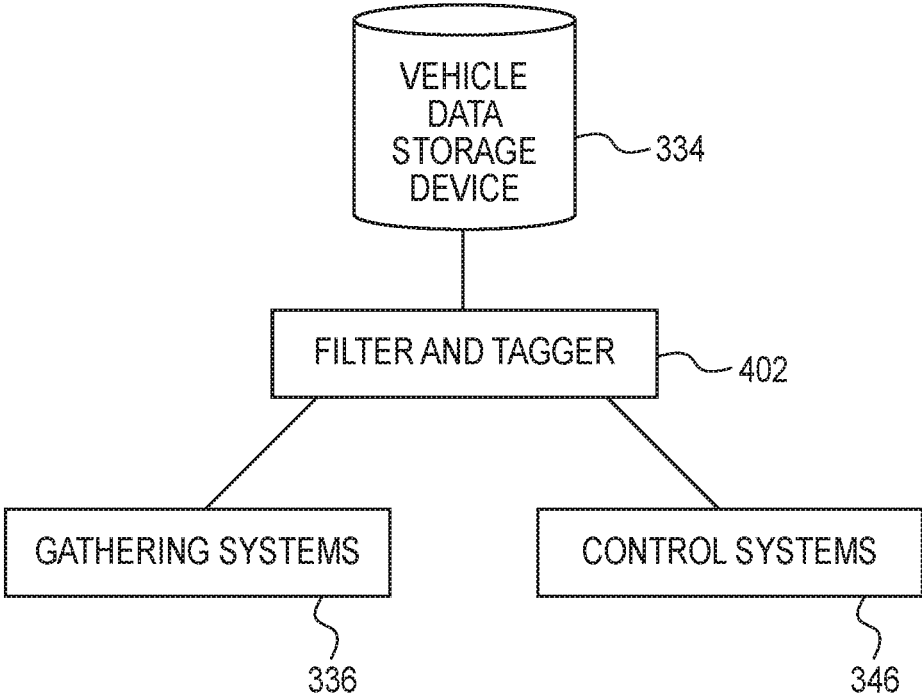 VEHICLE
DATA
STORAGE
DEVICE
334
FILTER AND TAGGER
402
GATHERING SYSTEMS
CONTROL SYSTEMS
336
346